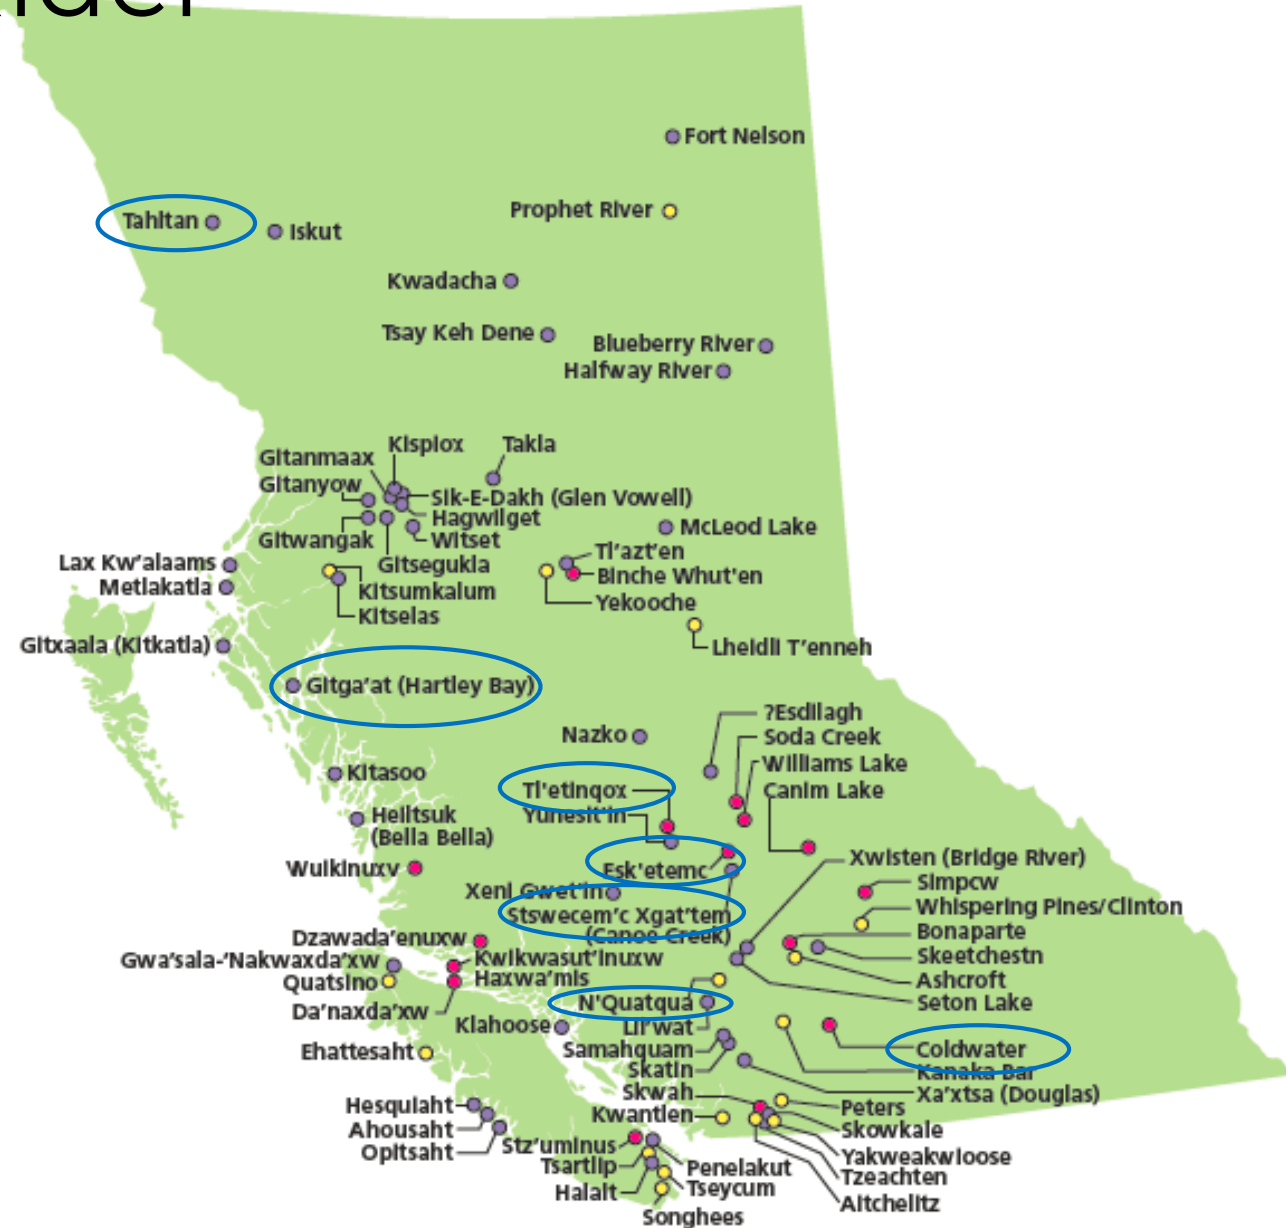 Fort Nelson
Prophet River
Tahltan
Iskut
Kwadacha
Tsay Keh Dene
Blueberry River
Halfway River
Kispiox
Takla
Gitanmaax
Gitanyow
Sik-E-Dakh (Glen Vowell)
Hagwilget
McLeod Lake
Gitwangak
Witset
Tl'azt'en
Lax Kw'alaams
Gitsegukla
Binche Whut'en
Metlakatla
Kitsumkalum
Yekooche
Kitselas
Gitxaala (Kitkatla)
Lheidli T'enneh
Gitga'at (Hartley Bay)
?Esdilagh
Nazko
Soda Creek
Williams Lake
Kitasoo
Tl'etinqox
Canim Lake
Yunesit'in
Heiltsuk
(Bella Bella)
Xwisten (Bridge River)
Wuikinuxv
Esk'etemc
Simpcw
Xeni Gwet'in
Whispering Pines/Clinton
Stswecem'c Xgat'tem
(Canoe Creek)
Bonaparte
Dzawada'enuxw
Skeetchestn
Gwa'sala-'Nakwaxda'xw
Kwikwasut'inuxw
Haxwa'mis
Quatsino
Ashcroft
N'Quatqua
Seton Lake
Da'naxda'xw
Klahoose
Lil'wat
Ehattesaht
Samahquam
Coldwater
Skatin
Kanaka Bar
Skwah
Xa'xtsa (Douglas)
Hesquiaht
Kwantlen
Peters
Ahousaht
Skowkale
Opitsaht
Stz'uminus
Yakweakwioose
Tsartlip
Penelakut
Tzeachten
Halalt
Tseycum
Aitchelitz
Songhees